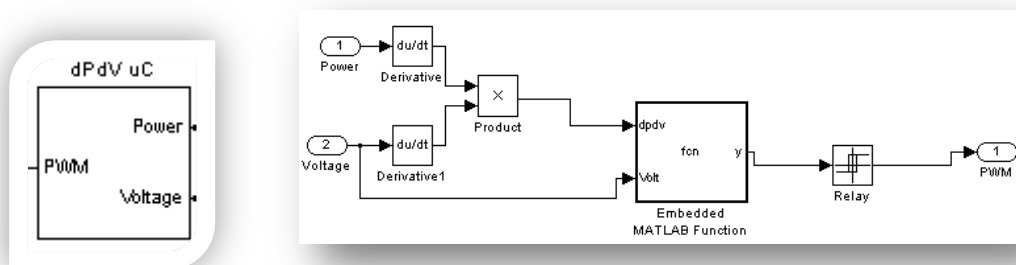 dPdV uC
Power
PWM
Voltage
1
Power
du/dt
Derivative
×
Product
2
Voltage
du/dt
Derivative1
dpdv
fcn
y
Volt
Embedded
MATLAB Function
Relay
1
PWM